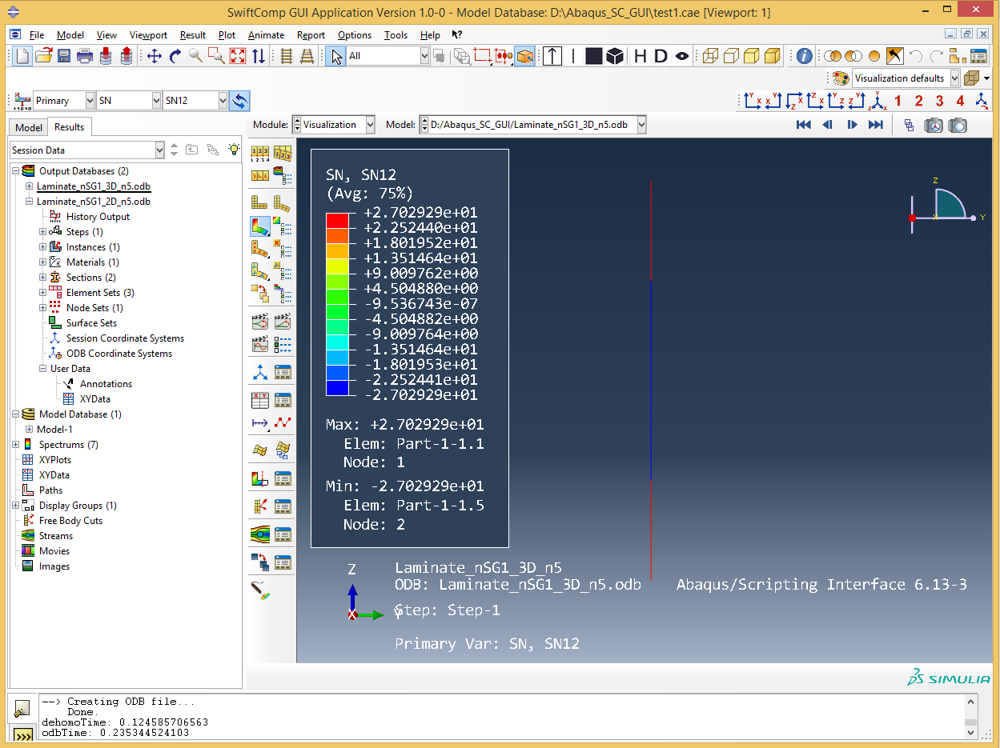 SwiftComp GUI Application Version 1.0-0 - Model Database: D:\Abaqus_SC_GUI\test1.cae [Viewport: 1]
File Model View Viewport Result Plot Animate Report Options Tools Help
All
Visualization defaults
Primary SN SN12
1 2 3 4
Model Results
Module: Visualization Model: D:/Abaqus_SC_GUI/Laminate_nSG1_3D_n5.odb
Session Data
Output Databases (2)
Laminate_nSG1_3D_n5.odb
Laminate_nSG1_2D_n5.odb
History Output
Steps (1)
Instances (1)
Materials (1)
Sections (2)
Element Sets (3)
Node Sets (1)
Surface Sets
Session Coordinate Systems
ODB Coordinate Systems
User Data
Annotations
XYData
Model Database (1)
Model-1
Spectrums (7)
XYPlots
XYData
Paths
Display Groups (1)
Free Body Cuts
Streams
Movies
Images
SN, SN12
(Avg: 75%)
+2.702929e+01
+2.252440e+01
+1.801952e+01
+1.351464e+01
+9.009762e+00
+4.504880e+00
-9.536743e-07
-4.504882e+00
-9.009764e+00
-1.351464e+01
-1.801953e+01
-2.252441e+01
-2.702929e+01
Max: +2.702929e+01
Elem: Part-1-1.1
Node: 1
Min: -2.702929e+01
Elem: Part-1-1.5
Node: 2
Z
X Y
Z
X Y
Laminate_nSG1_3D_n5
ODB: Laminate_nSG1_3D_n5.odb Abaqus/Scripting Interface 6.13-3
Step: Step-1
Primary Var: SN, SN12
SIMULIA
--> Creating ODB file...
Done.
dehomoTime: 0.124585706563
odbTime: 0.235344524103
>>>